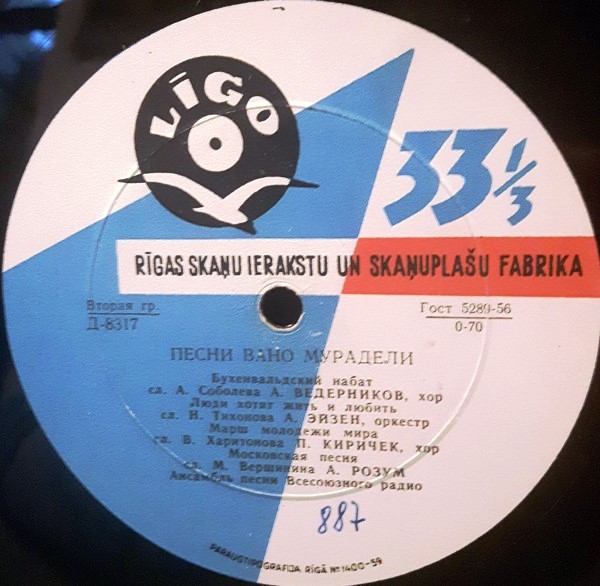 LĪGO
33 1/3
RĪGAS SKAŅU IERAKSTU UN SKAŅUPLAŠU FABRIKA
Вторая гр.
Д-8317
Гост 5289-56
0-70
ПЕСНИ ВАНО МУРАДЕЛИ
Бухенвальдский набат
сл. А. Соболева А. ВЕДЕРНИКОВ, хор
Люди хотят жить и любить
сл. Н. Тихонова А. ЭЙЗЕН, оркестр
Марш молодежи мира
сл. В. Харитонова П. КИРИЧЕК, хор
Московская песня
сл. М. Вершинина А. РОЗУМ
Ансамбль песни Всесоюзного радио
887
PARAUGTIPOGRAFIJA RĪGĀ № 1400-59